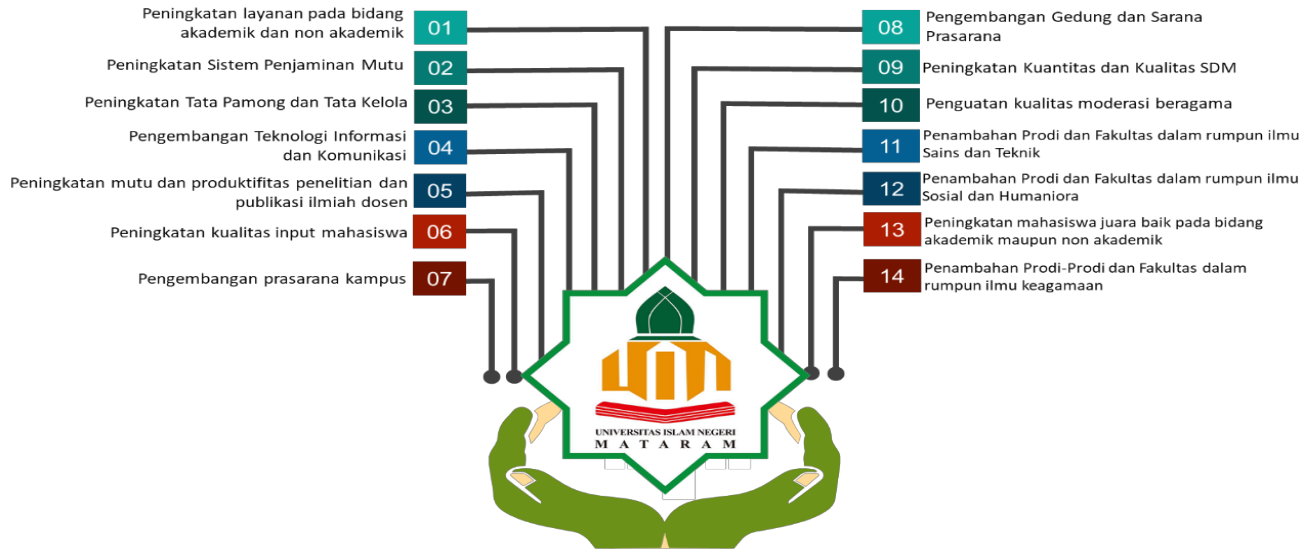 Peningkatan layanan pada bidang
akademik dan non akademik
01
Peningkatan Sistem Penjaminan Mutu
02
Peningkatan Tata Pamong dan Tata Kelola
03
Pengembangan Teknologi Informasi
dan Komunikasi
04
Peningkatan mutu dan produktifitas penelitian dan
publikasi ilmiah dosen
05
Peningkatan kualitas input mahasiswa
06
Pengembangan prasarana kampus
07
08
Pengembangan Gedung dan Sarana
Prasarana
09
Peningkatan Kuantitas dan Kualitas SDM
10
Penguatan kualitas moderasi beragama
11
Penambahan Prodi dan Fakultas dalam rumpun ilmu
Sains dan Teknik
12
Penambahan Prodi dan Fakultas dalam rumpun ilmu
Sosial dan Humaniora
13
Peningkatan mahasiswa juara baik pada bidang
akademik maupun non akademik
14
Penambahan Prodi-Prodi dan Fakultas dalam
rumpun ilmu keagamaan
UIN
UNIVERSITAS ISLAM NEGERI
MATARAM